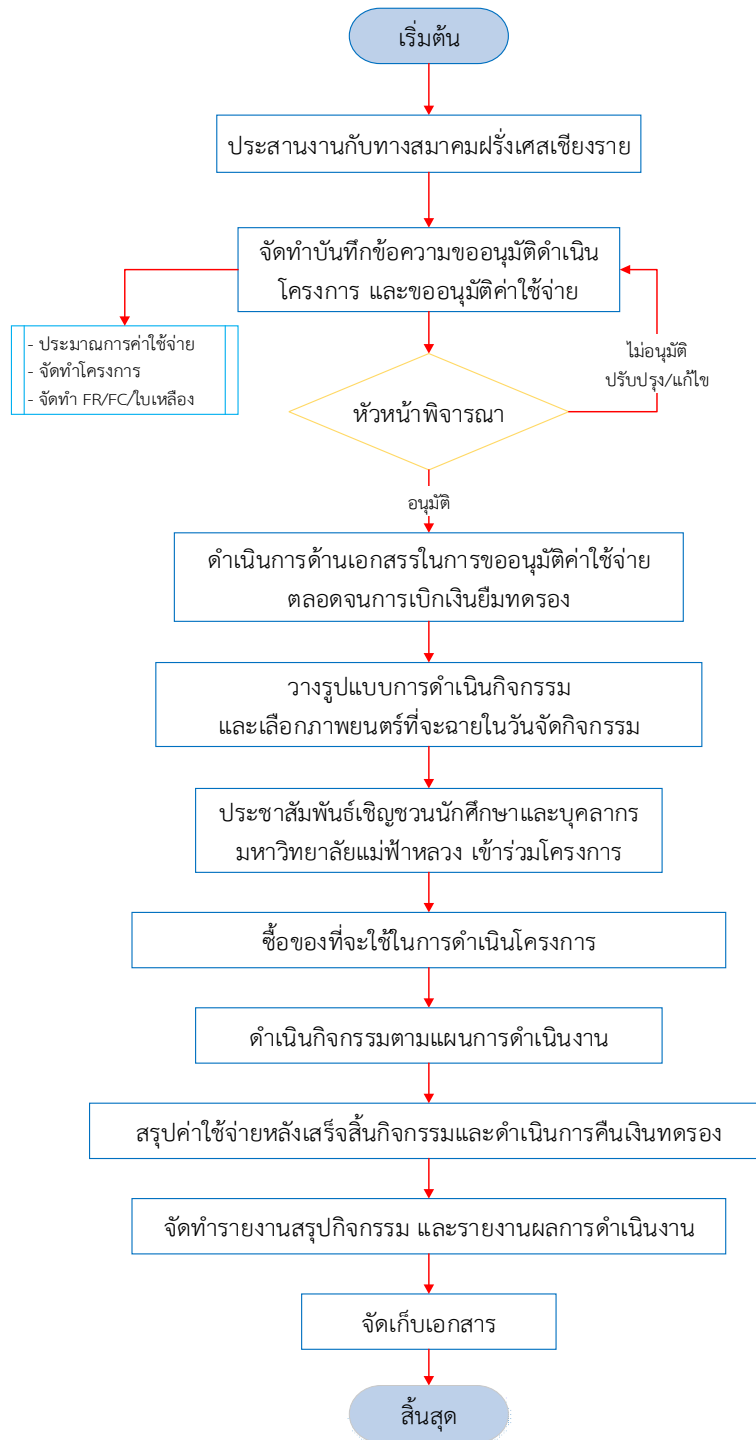 เริ่มต้น
ประสานงานกับทางสมาคมฝรั่งเศสเชียงราย
จัดทำบันทึกข้อความขออนุมัติดำเนิน
โครงการ และขออนุมัติค่าใช้จ่าย
- ประมาณการค่าใช้จ่าย
- จัดทำโครงการ
- จัดทำ FR/FC/ใบเหลือง
ไม่อนุมัติ
ปรับปรุง/แก้ไข
หัวหน้าพิจารณา
อนุมัติ
ดำเนินการด้านเอกสรรในการขออนุมัติค่าใช้จ่าย
ตลอดจนการเบิกเงินยืมทดรอง
วางรูปแบบการดำเนินกิจกรรม
และเลือกภาพยนตร์ที่จะฉายในวันจัดกิจกรรม
ประชาสัมพันธ์เชิญชวนนักศึกษาและบุคลากร
มหาวิทยาลัยแม่ฟ้าหลวง เข้าร่วมโครงการ
ซื้อของที่จะใช้ในการดำเนินโครงการ
ดำเนินกิจกรรมตามแผนการดำเนินงาน
สรุปค่าใช้จ่ายหลังเสร็จสิ้นกิจกรรมและดำเนินการคืนเงินทดรอง
จัดทำรายงานสรุปกิจกรรม และรายงานผลการดำเนินงาน
จัดเก็บเอกสาร
สิ้นสุด